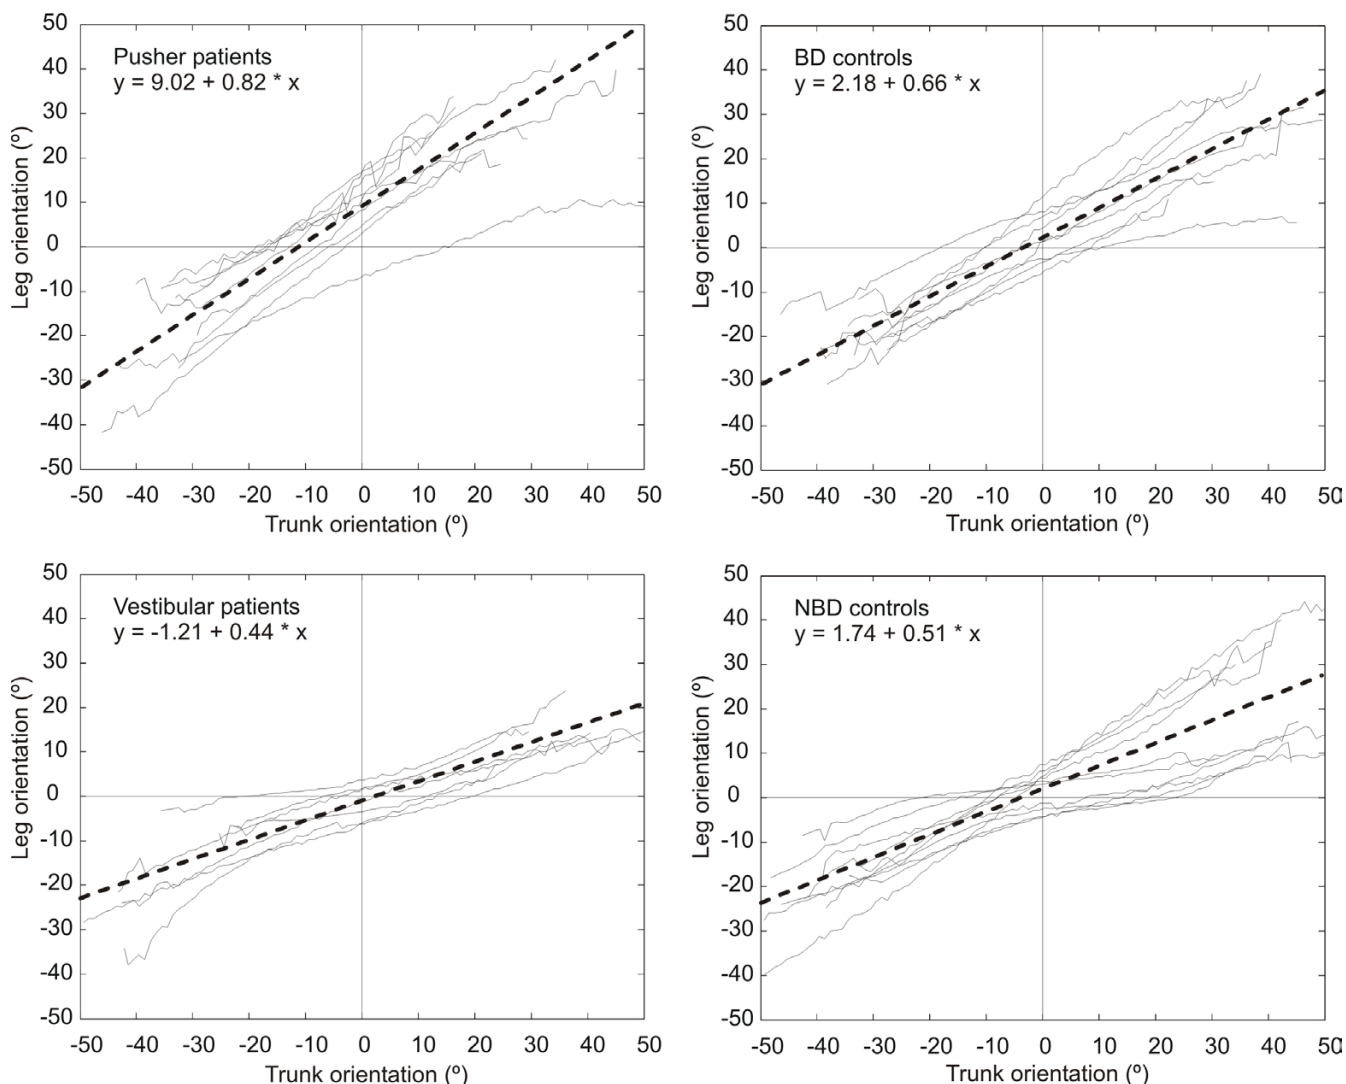 Pusher patients
y = 9.02 + 0.82 * x
50
40
30
20
10
0
-10
-20
-30
-40
-50
Leg orientation (º)
-50 -40 -30 -20 -10 0 10 20 30 40 50
Trunk orientation (º)
BD controls
y = 2.18 + 0.66 * x
50
40
30
20
10
0
-10
-20
-30
-40
-50
Leg orientation (º)
-50 -40 -30 -20 -10 0 10 20 30 40 50
Trunk orientation (º)
Vestibular patients
y = -1.21 + 0.44 * x
50
40
30
20
10
0
-10
-20
-30
-40
-50
Leg orientation (º)
-50 -40 -30 -20 -10 0 10 20 30 40 50
Trunk orientation (º)
NBD controls
y = 1.74 + 0.51 * x
50
40
30
20
10
0
-10
-20
-30
-40
-50
Leg orientation (º)
-50 -40 -30 -20 -10 0 10 20 30 40 50
Trunk orientation (º)